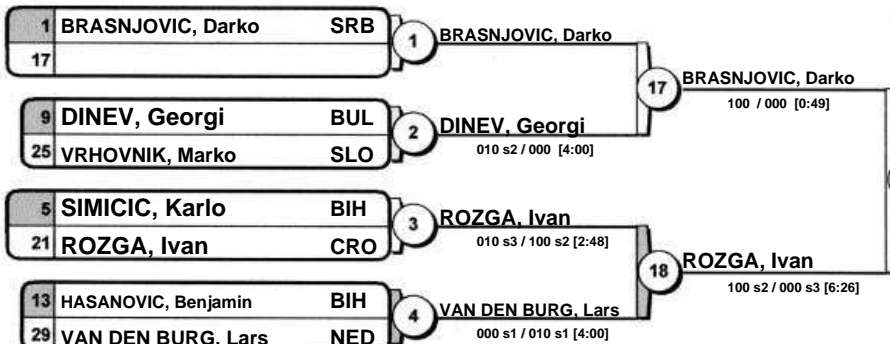 1 BRASNJOVIC, Darko SRB
17
1
BRASNJOVIC, Darko
9 DINEV, Georgi BUL
25 VRHOVNIK, Marko SLO
2
DINEV, Georgi
010 s2 / 000 [4:00]
17
BRASNJOVIC, Darko
100 / 000 [0:49]
5 SIMICIC, Karlo BIH
21 ROZGA, Ivan CRO
3
ROZGA, Ivan
010 s3 / 100 s2 [2:48]
13 HASANOVIC, Benjamin BIH
29 VAN DEN BURG, Lars NED
4
VAN DEN BURG, Lars
000 s1 / 010 s1 [4:00]
18
ROZGA, Ivan
100 s2 / 000 s3 [6:26]